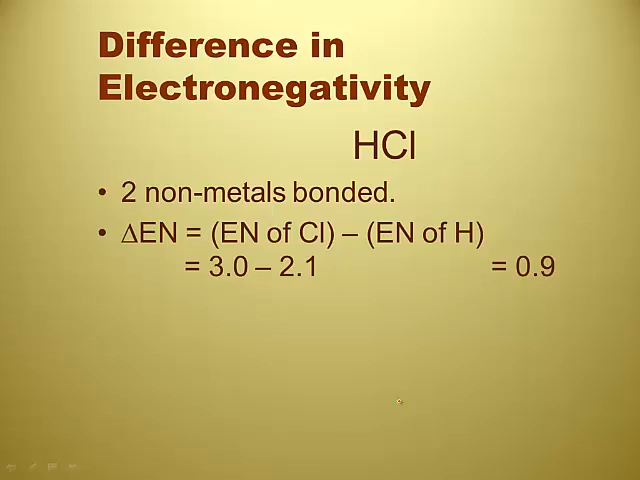 Difference in
Electronegativity
HCl
• 2 non-metals bonded.
• ∆EN = (EN of Cl) – (EN of H)
= 3.0 – 2.1 = 0.9